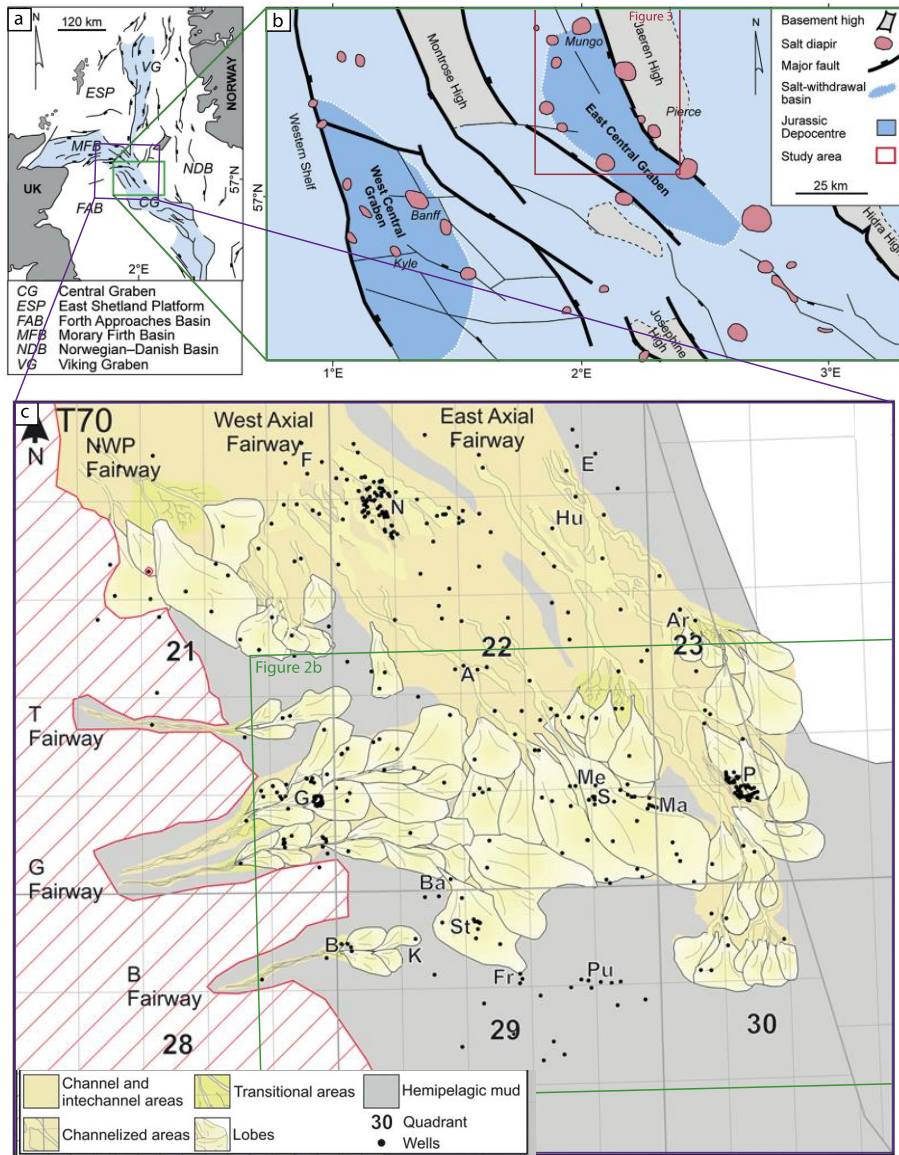 a
120 km
N
VG
ESP
NORWAY
MFB
NDB
57°N
UK
FAB
CG
2°E
CG Central Graben
ESP East Shetland Platform
FAB Forth Approaches Basin
MFB Morary Firth Basin
NDB Norwegian–Danish Basin
VG Viking Graben
b
Figure 3
N
Mungo
Jaeren High
Montrose High
Pierce
Western Shelf
East Central Graben
57°N
West Central Graben
Banff
Kyle
Josephine High
Hidra High
Basement high
Salt diapir
Major fault
Salt-withdrawal basin
Jurassic Depocentre
Study area
25 km
1°E
2°E
3°E
c
T70
N
NWP Fairway
West Axial Fairway
East Axial Fairway
F
E
N
Hu
Ar
21
22
23
Figure 2b
A
T Fairway
P
Me
G
S
Ma
G Fairway
Ba
St
B
K
Fr
Pu
B Fairway
28
29
30
Channel and intechannel areas
Transitional areas
Hemipelagic mud
30 Quadrant
Channelized areas
Lobes
Wells